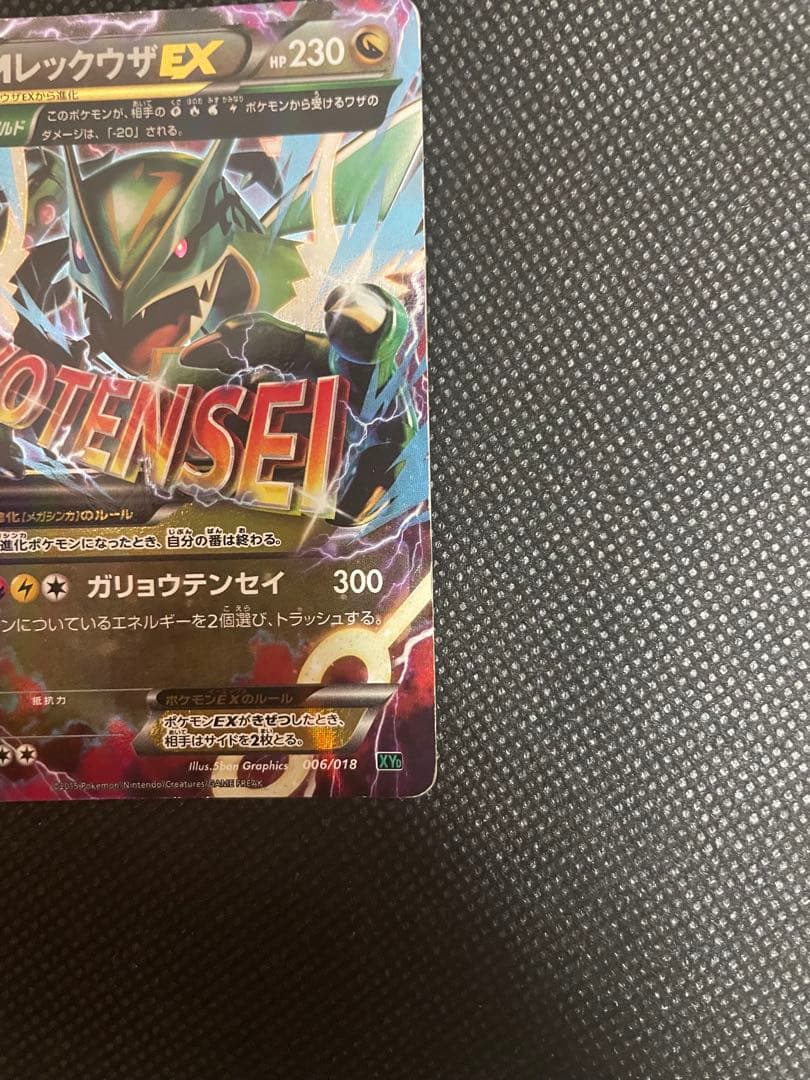 MレックウザEX HP230
ウザEXから進化
ルド このポケモンが、相手の ポケモンから受けるワザの
ダメージは、「-20」される。
OTENSEI
進化[メガシンカ]のルール
進化ポケモンになったとき、自分の番は終わる。
ガリョウテンセイ 300
ンについているエネルギーを2個選び、トラッシュする。
抵抗力
ポケモンEXのルール
ポケモンEXがきぜつしたとき、
相手はサイドを2枚とる。
Illus.5ban Graphics 006/018 XYD
©2015 Pokémon/Nintendo/Creatures/GAME FREAK